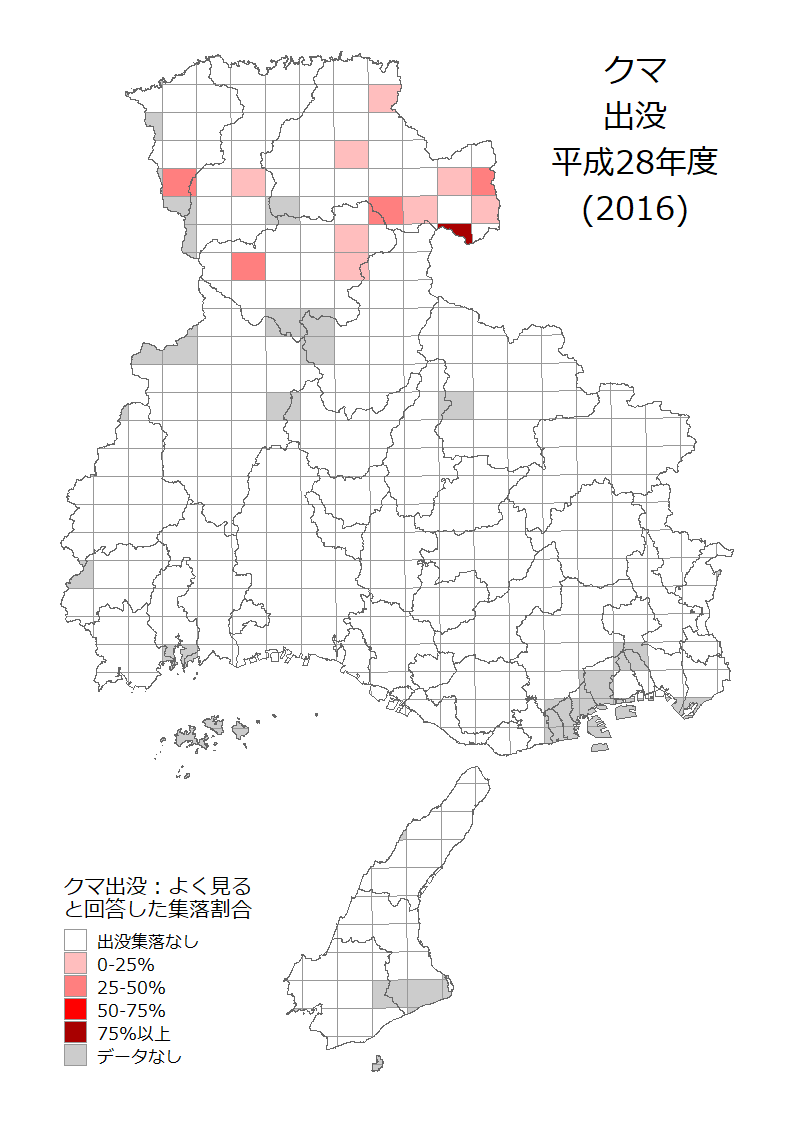 クマ
出没
平成28年度
(2016)
クマ出没：よく見る
と回答した集落割合
出没集落なし
0-25%
25-50%
50-75%
75%以上
データなし